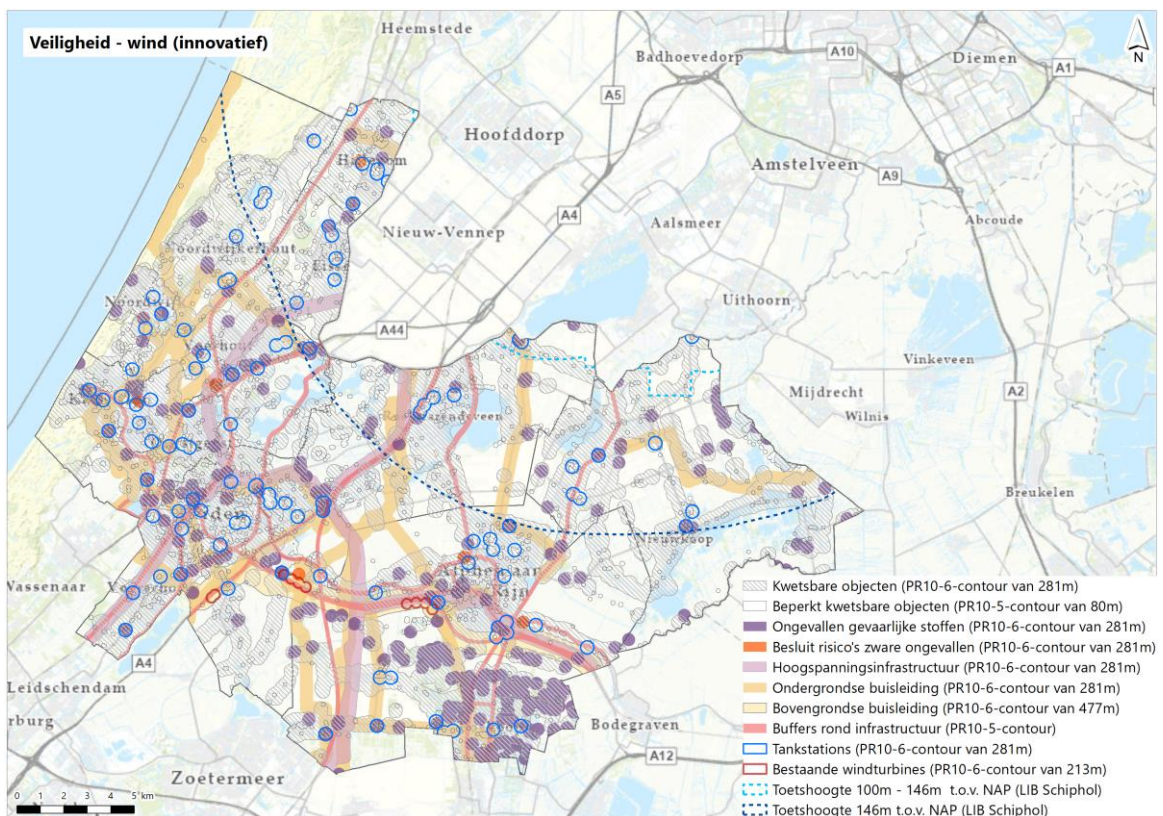 Veiligheid - wind (innovatief)
Heemstede
Badhoevedorp
A10
Diemen
A1
N
A5
Hoofddorp
Amstelveen
A9
A4
Nieuw-Vennep
Aalsmeer
Abcoude
Uithoorn
A44
Vinkeveen
Mijdrecht
A2
Wilnis
Breukelen
Nieuwkoop
Wassenaar
A4
Leidschendam
Bodegraven
A12
Zoetermeer
Kwetsbare objecten (PR10-6-contour van 281m)
Beperkt kwetsbare objecten (PR10-5-contour van 80m)
Ongevallen gevaarlijke stoffen (PR10-6-contour van 281m)
Besluit risico's zware ongevallen (PR10-6-contour van 281m)
Hoogspanningsinfrastructuur (PR10-6-contour van 281m)
Ondergrondse buisleiding (PR10-6-contour van 281m)
Bovengrondse buisleiding (PR10-6-contour van 477m)
Buffers rond infrastructuur (PR10-5-contour)
Tankstations (PR10-6-contour van 281m)
Bestaande windturbines (PR10-6-contour van 213m)
Toetshoogte 100m - 146m t.o.v. NAP (LIB Schiphol)
Toetshoogte 146m t.o.v. NAP (LIB Schiphol)
0 1 2 3 4 5 km